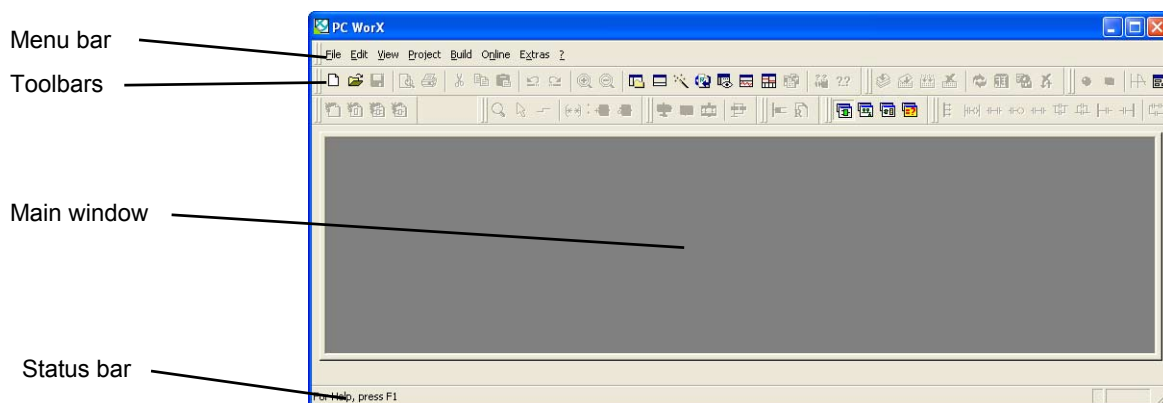 PC WorX
Menu bar
File Edit View Project Build Online Extras ?
Toolbars
Main window
Status bar
For Help, press F1